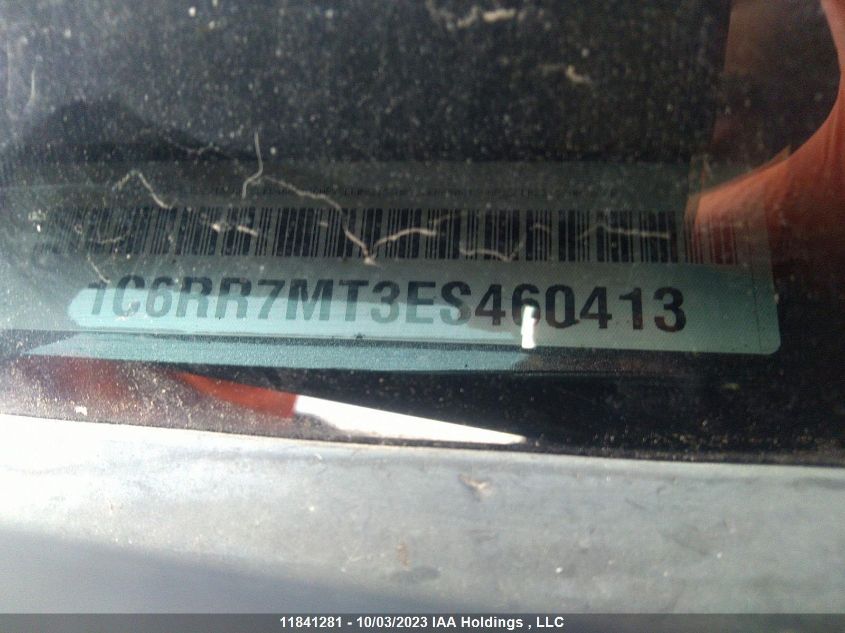 1C6RR7MT3ES460413
11841281 - 10/03/2023 IAA Holdings , LLC